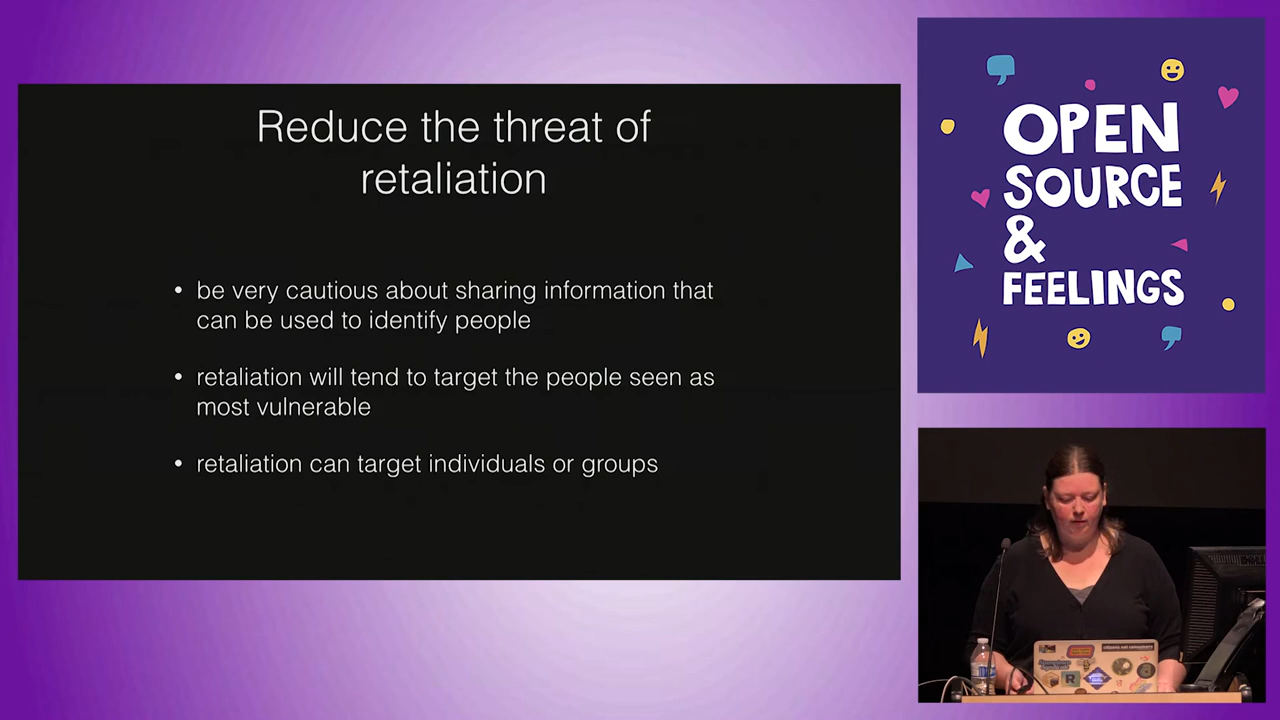 Reduce the threat of
retaliation
• be very cautious about sharing information that
can be used to identify people
• retaliation will tend to target the people seen as
most vulnerable
• retaliation can target individuals or groups
OPEN
SOURCE
&
FEELINGS